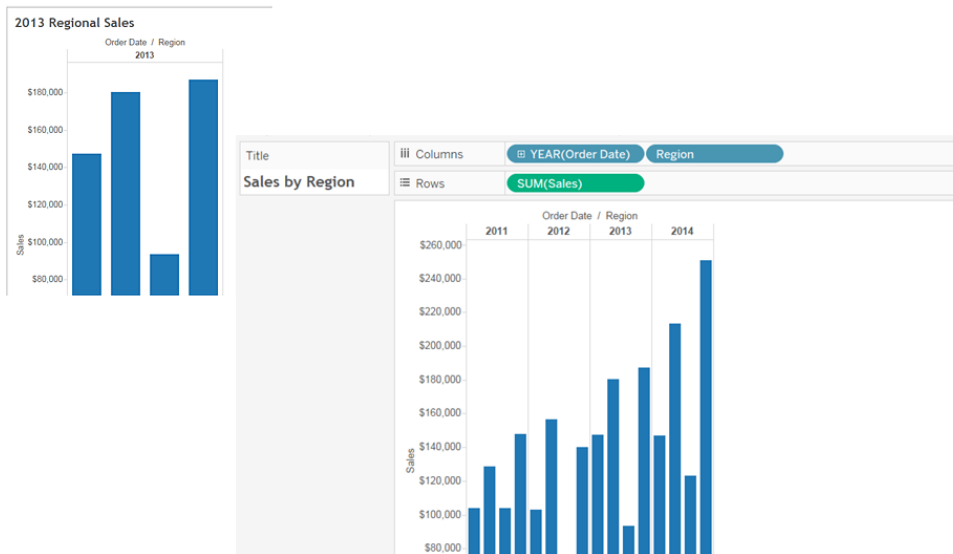 2013 Regional Sales
Order Date / Region
2013
$180,000
$160,000
$140,000
$120,000
$100,000
$80,000
Sales
Title
Sales by Region
Columns
YEAR(Order Date)
Region
Rows
SUM(Sales)
Order Date / Region
2011 2012 2013 2014
$260,000
$240,000
$220,000
$200,000
$180,000
$160,000
$140,000
$120,000
$100,000
$80,000
Sales